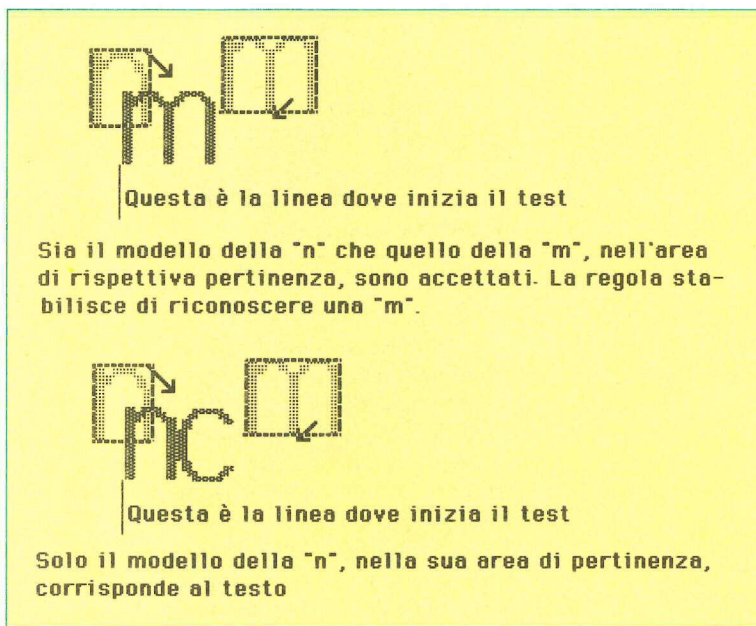 m
Questa è la linea dove inizia il test
Sia il modello della "n" che quello della "m", nell'area
di rispettiva pertinenza, sono accettati. La regola sta-
bilisce di riconoscere una "m".
nc
Questa è la linea dove inizia il test
Solo il modello della "n", nella sua area di pertinenza,
corrisponde al testo